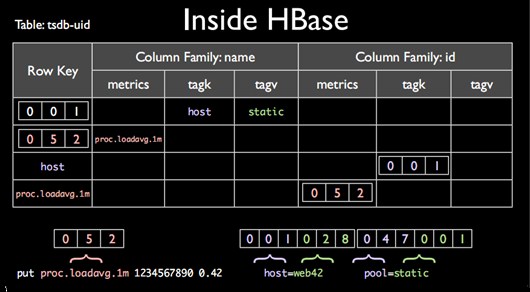 Inside HBase
Table: tsdb-uid
Row Key Column Family: name Column Family: id
metrics tagk tagv metrics tagk tagv
0 0 1 host static
0 5 2 proc.loadavg.1m
host 0 0 1
proc.loadavg.1m 0 5 2
0 5 2 0 0 1 0 2 8 0 4 7 0 0 1
put proc.loadavg.1m 1234567890 0.42 host=web42 pool=static